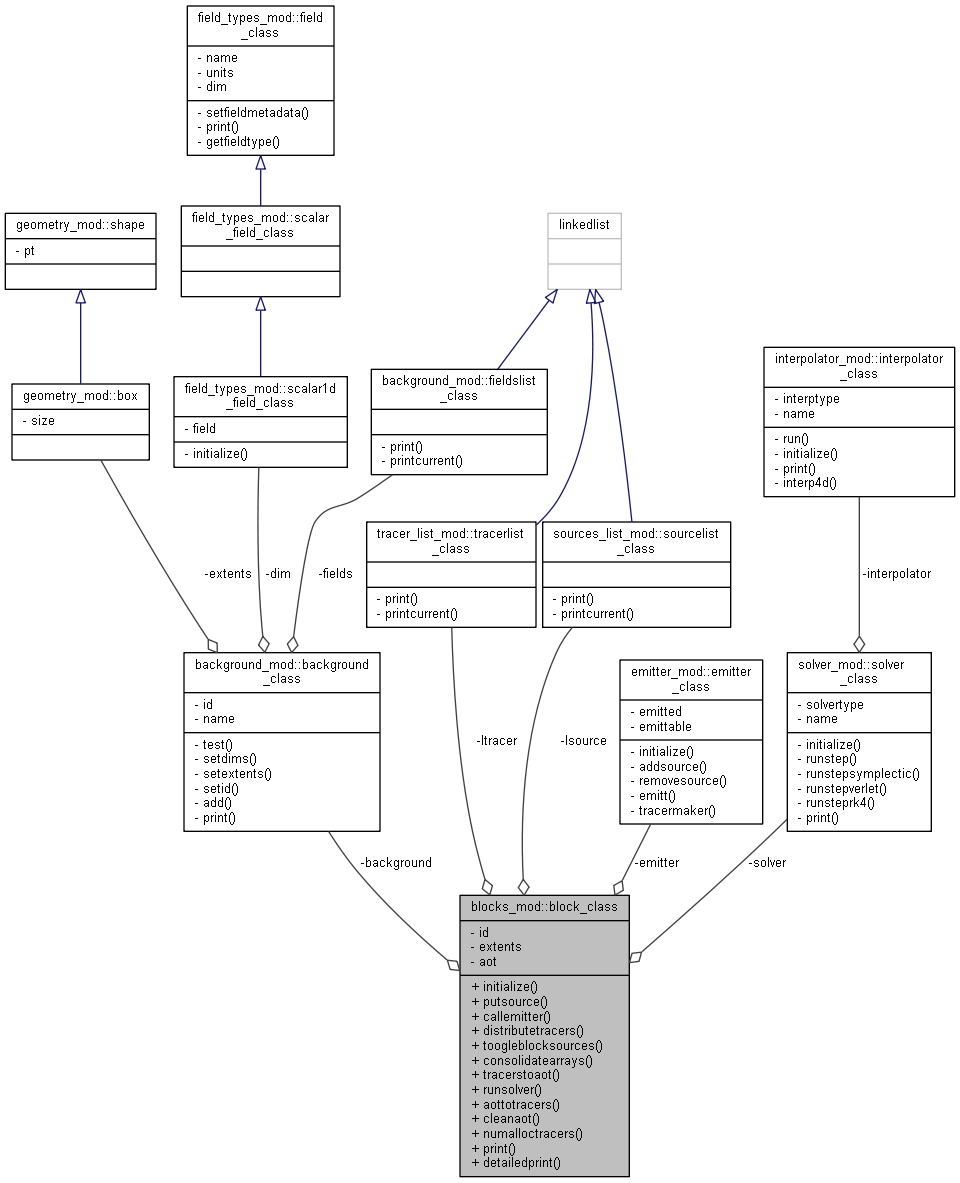 field_types_mod::field
_class
- name
- units
- dim
- setfieldmetadata()
- print()
- getfieldtype()
geometry_mod::shape
- pt
field_types_mod::scalar
_field_class
linkedlist
geometry_mod::box
- size
field_types_mod::scalar1d
_field_class
- field
- initialize()
background_mod::fieldslist
_class
- print()
- printcurrent()
interpolator_mod::interpolator
_class
- interptype
- name
- run()
- initialize()
- print()
- interp4d()
tracer_list_mod::tracerlist
_class
- print()
- printcurrent()
sources_list_mod::sourcelist
_class
- print()
- printcurrent()
-extents
-dim
-fields
-interpolator
background_mod::background
_class
- id
- name
- test()
- setdims()
- setextents()
- setid()
- add()
- print()
emitter_mod::emitter
_class
- emitted
- emittable
- initialize()
- addsource()
- removesource()
- emitt()
- tracermaker()
solver_mod::solver
_class
- solvertype
- name
- initialize()
- runstep()
- runstepsymplectic()
- runstepverlet()
- runsteprk4()
- print()
-ltracer
-lsource
-background
-emitter
-solver
blocks_mod::block_class
- id
- extents
- aot
+ initialize()
+ putsource()
+ callemitter()
+ distributetracers()
+ toogleblocksources()
+ consolidatearrays()
+ tracerstoaot()
+ runsolver()
+ aottotracers()
+ cleanaot()
+ numalloctracers()
+ print()
+ detailedprint()